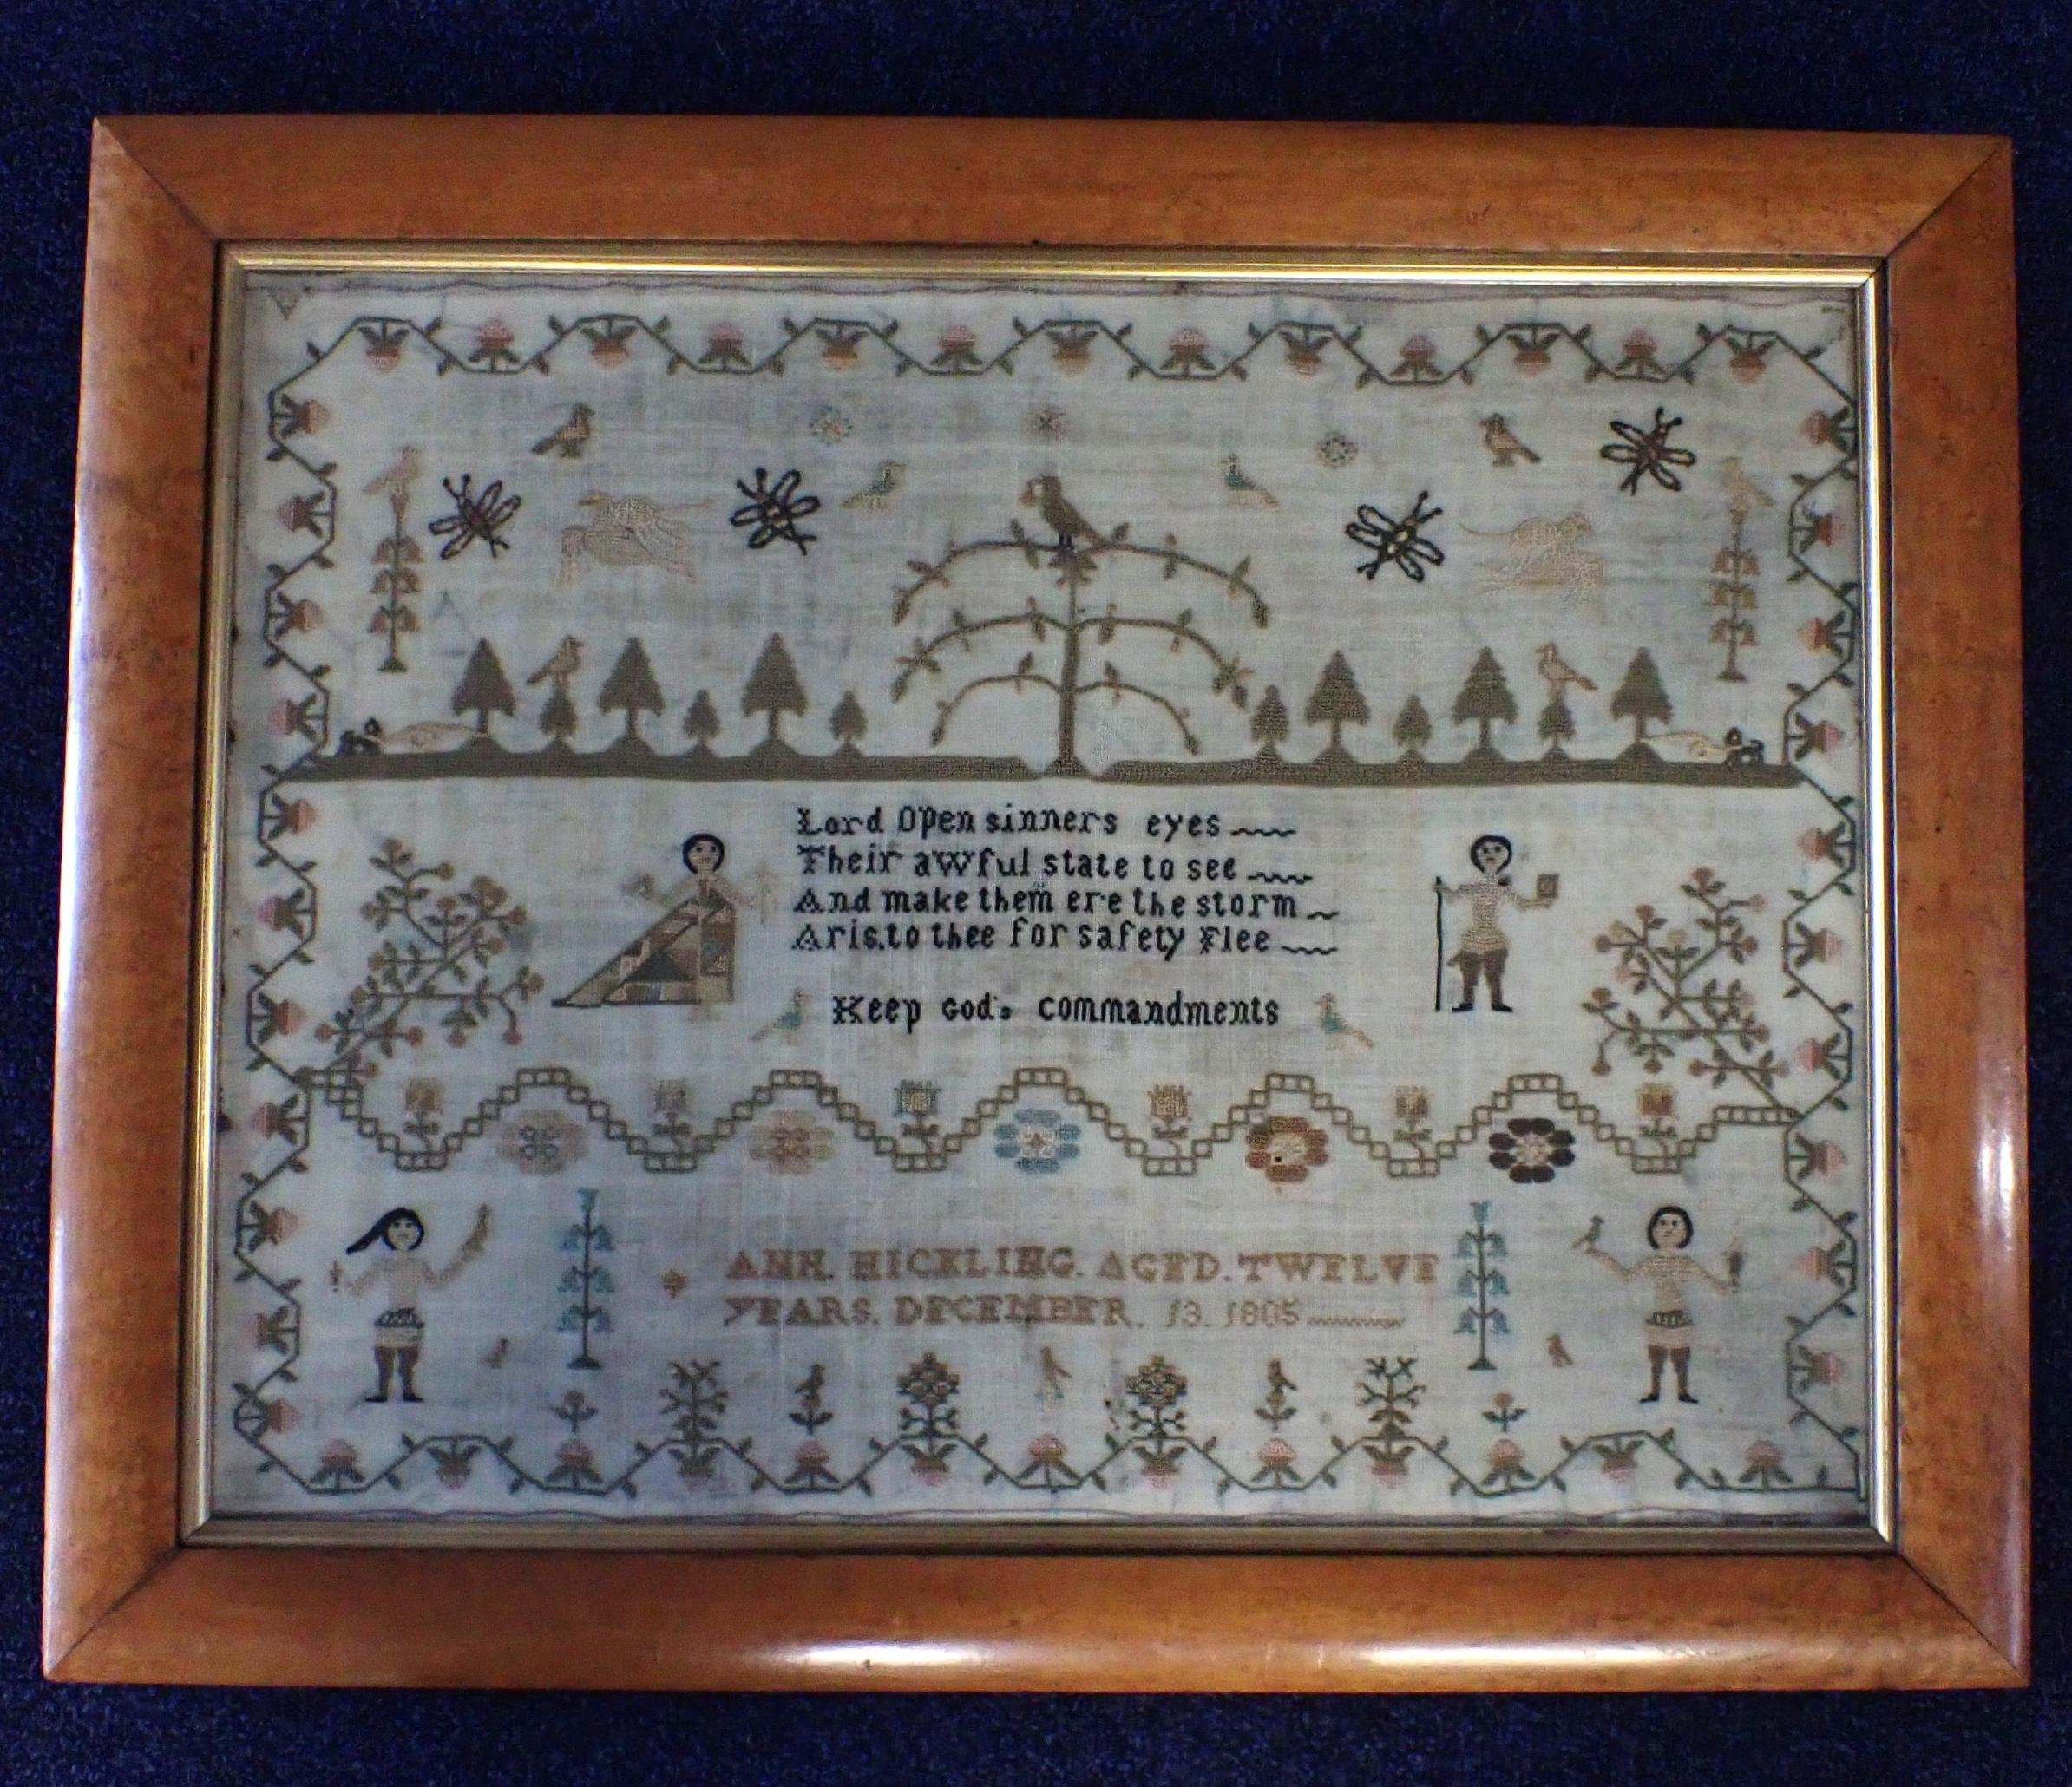 Lord Open sinners eyes
Their awful state to see
And make them ere the storm
Aris.to thee for safety Flee
Keep God's commandments
ANN. HICKLING. AGED. TWELVE
YEARS. DECEMBER. 13. 1805